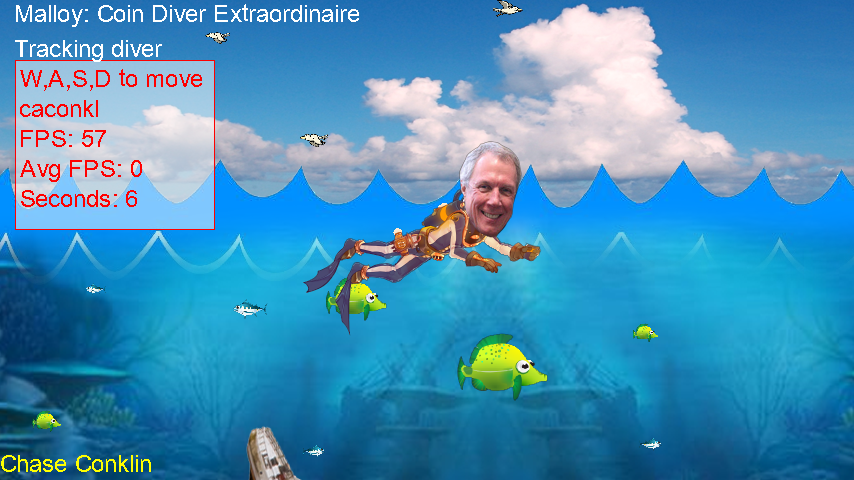 Malloy: Coin Diver Extraordinaire
Tracking diver
W,A,S,D to move
caconkl
FPS: 57
Avg FPS: 0
Seconds: 6
Chase Conklin